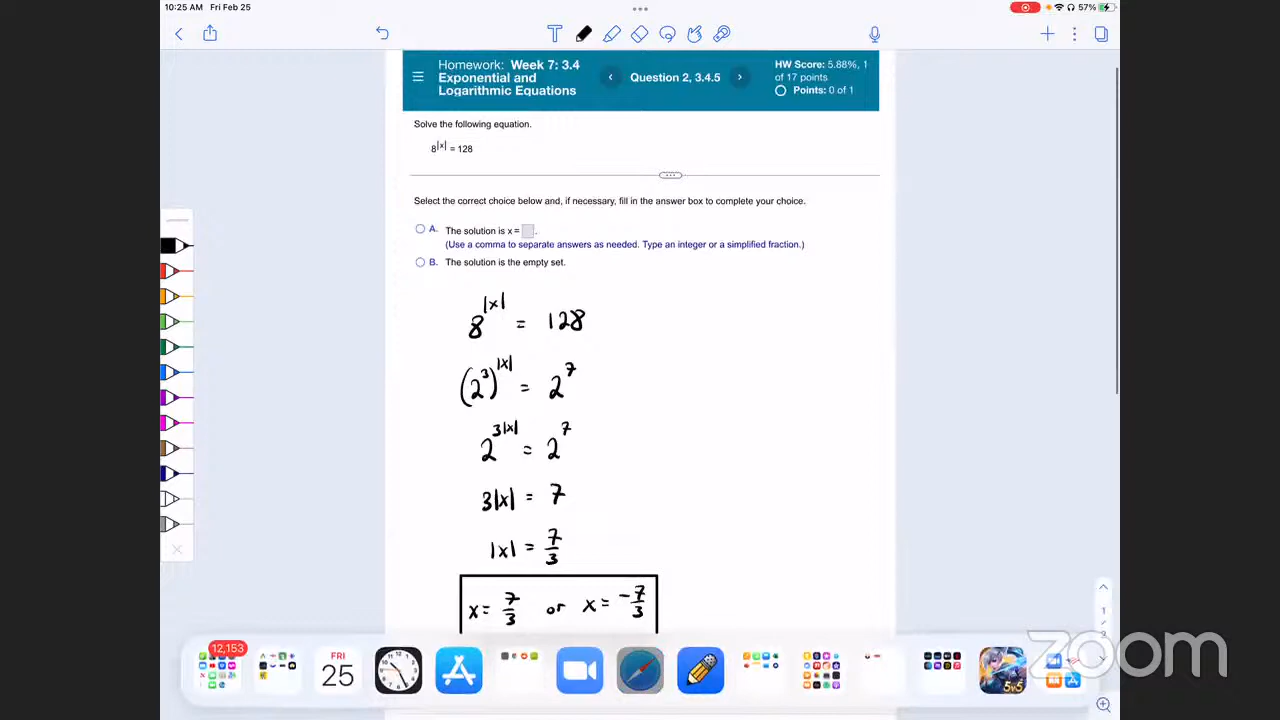 10:25 AM Fri Feb 25
57%
Homework: Week 7: 3.4
Exponential and
Logarithmic Equations
Question 2, 3.4.5
HW Score: 5.88%, 1
of 17 points
Points: 0 of 1
Solve the following equation.
8^|x| = 128
Select the correct choice below and, if necessary, fill in the answer box to complete your choice.
A. The solution is x = .
(Use a comma to separate answers as needed. Type an integer or a simplified fraction.)
B. The solution is the empty set.
8^|x| = 128
(2^3)^|x| = 2^7
2^3|x| = 2^7
3|x| = 7
|x| = 7/3
x = 7/3 or x = -7/3
12,153
FRI
25
5v5
zoom